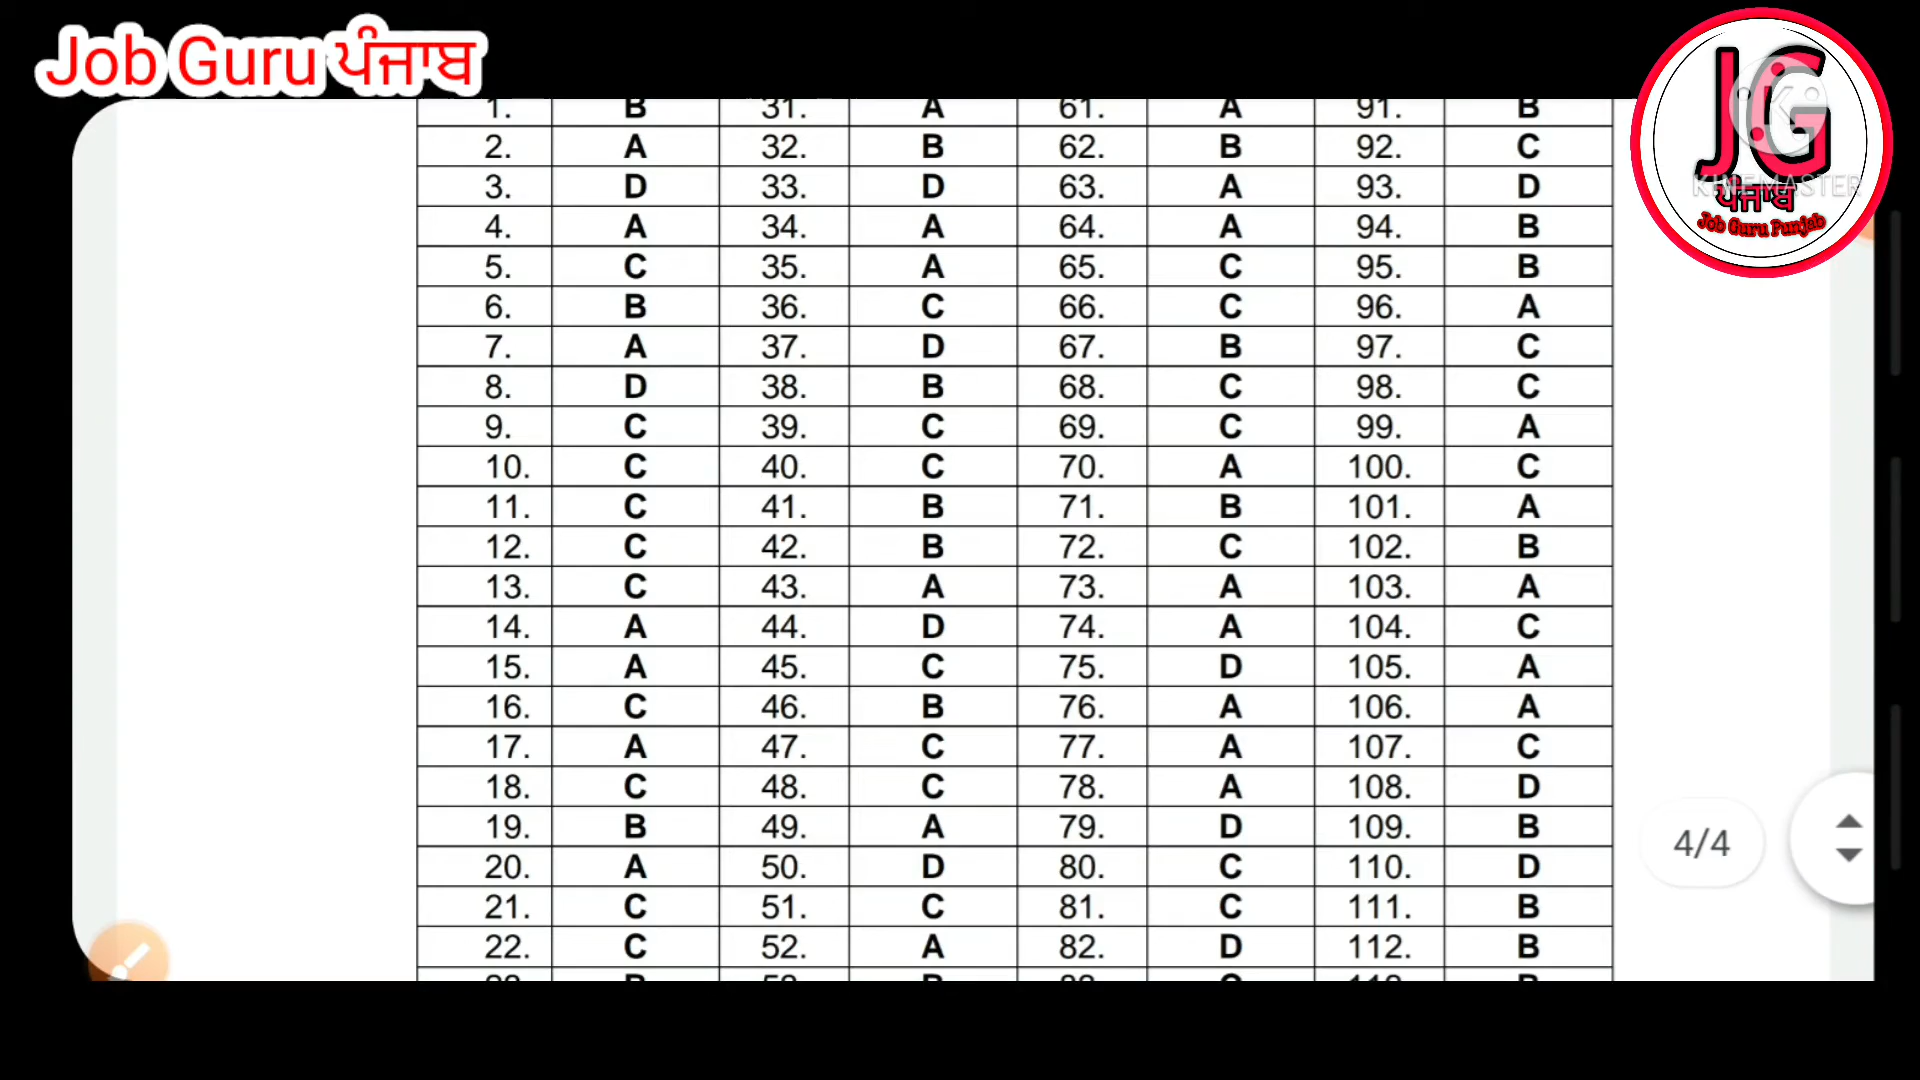 Job Guru ਪੰਜਾਬ
JG
KINEMASTER
ਪੰਜਾਬ
Job Guru Punjab
1. B 31. A 61. A 91. B
2. A 32. B 62. B 92. C
3. D 33. D 63. A 93. D
4. A 34. A 64. A 94. B
5. C 35. A 65. C 95. B
6. B 36. C 66. C 96. A
7. A 37. D 67. B 97. C
8. D 38. B 68. C 98. C
9. C 39. C 69. C 99. A
10. C 40. C 70. A 100. C
11. C 41. B 71. B 101. A
12. C 42. B 72. C 102. B
13. C 43. A 73. A 103. A
14. A 44. D 74. A 104. C
15. A 45. C 75. D 105. A
16. C 46. B 76. A 106. A
17. A 47. C 77. A 107. C
18. C 48. C 78. A 108. D
19. B 49. A 79. D 109. B
20. A 50. D 80. C 110. D
21. C 51. C 81. C 111. B
22. C 52. A 82. D 112. B
4/4